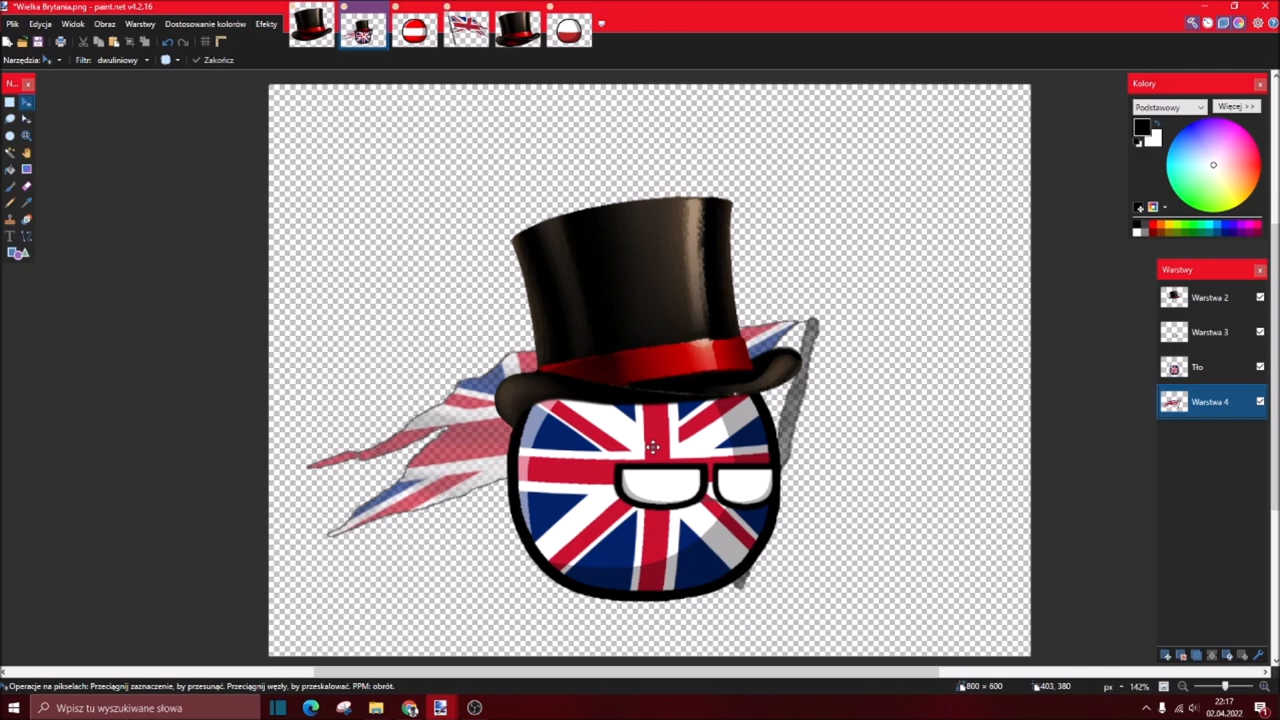 "Wielka Brytania.png - paint.net v4.2.16
Plik Edycja Widok Obraz Warstwy Dostosowanie kolorów Efekty
Narzędzia: Filtr: dwuliniowy Zakończ
N...
Kolory
Podstawowy Więcej >>
Warstwy
Warstwa 2
Warstwa 3
Tło
Warstwa 4
Operacje na pikselach: Przeciągnij zaznaczenie, by przesunąć. Przeciągnij węzły, by przeskalować. PPM: obrót.
800 × 600 403, 380 px 142%
Wpisz tu wyszukiwane słowa
22:17
02.04.2022
1